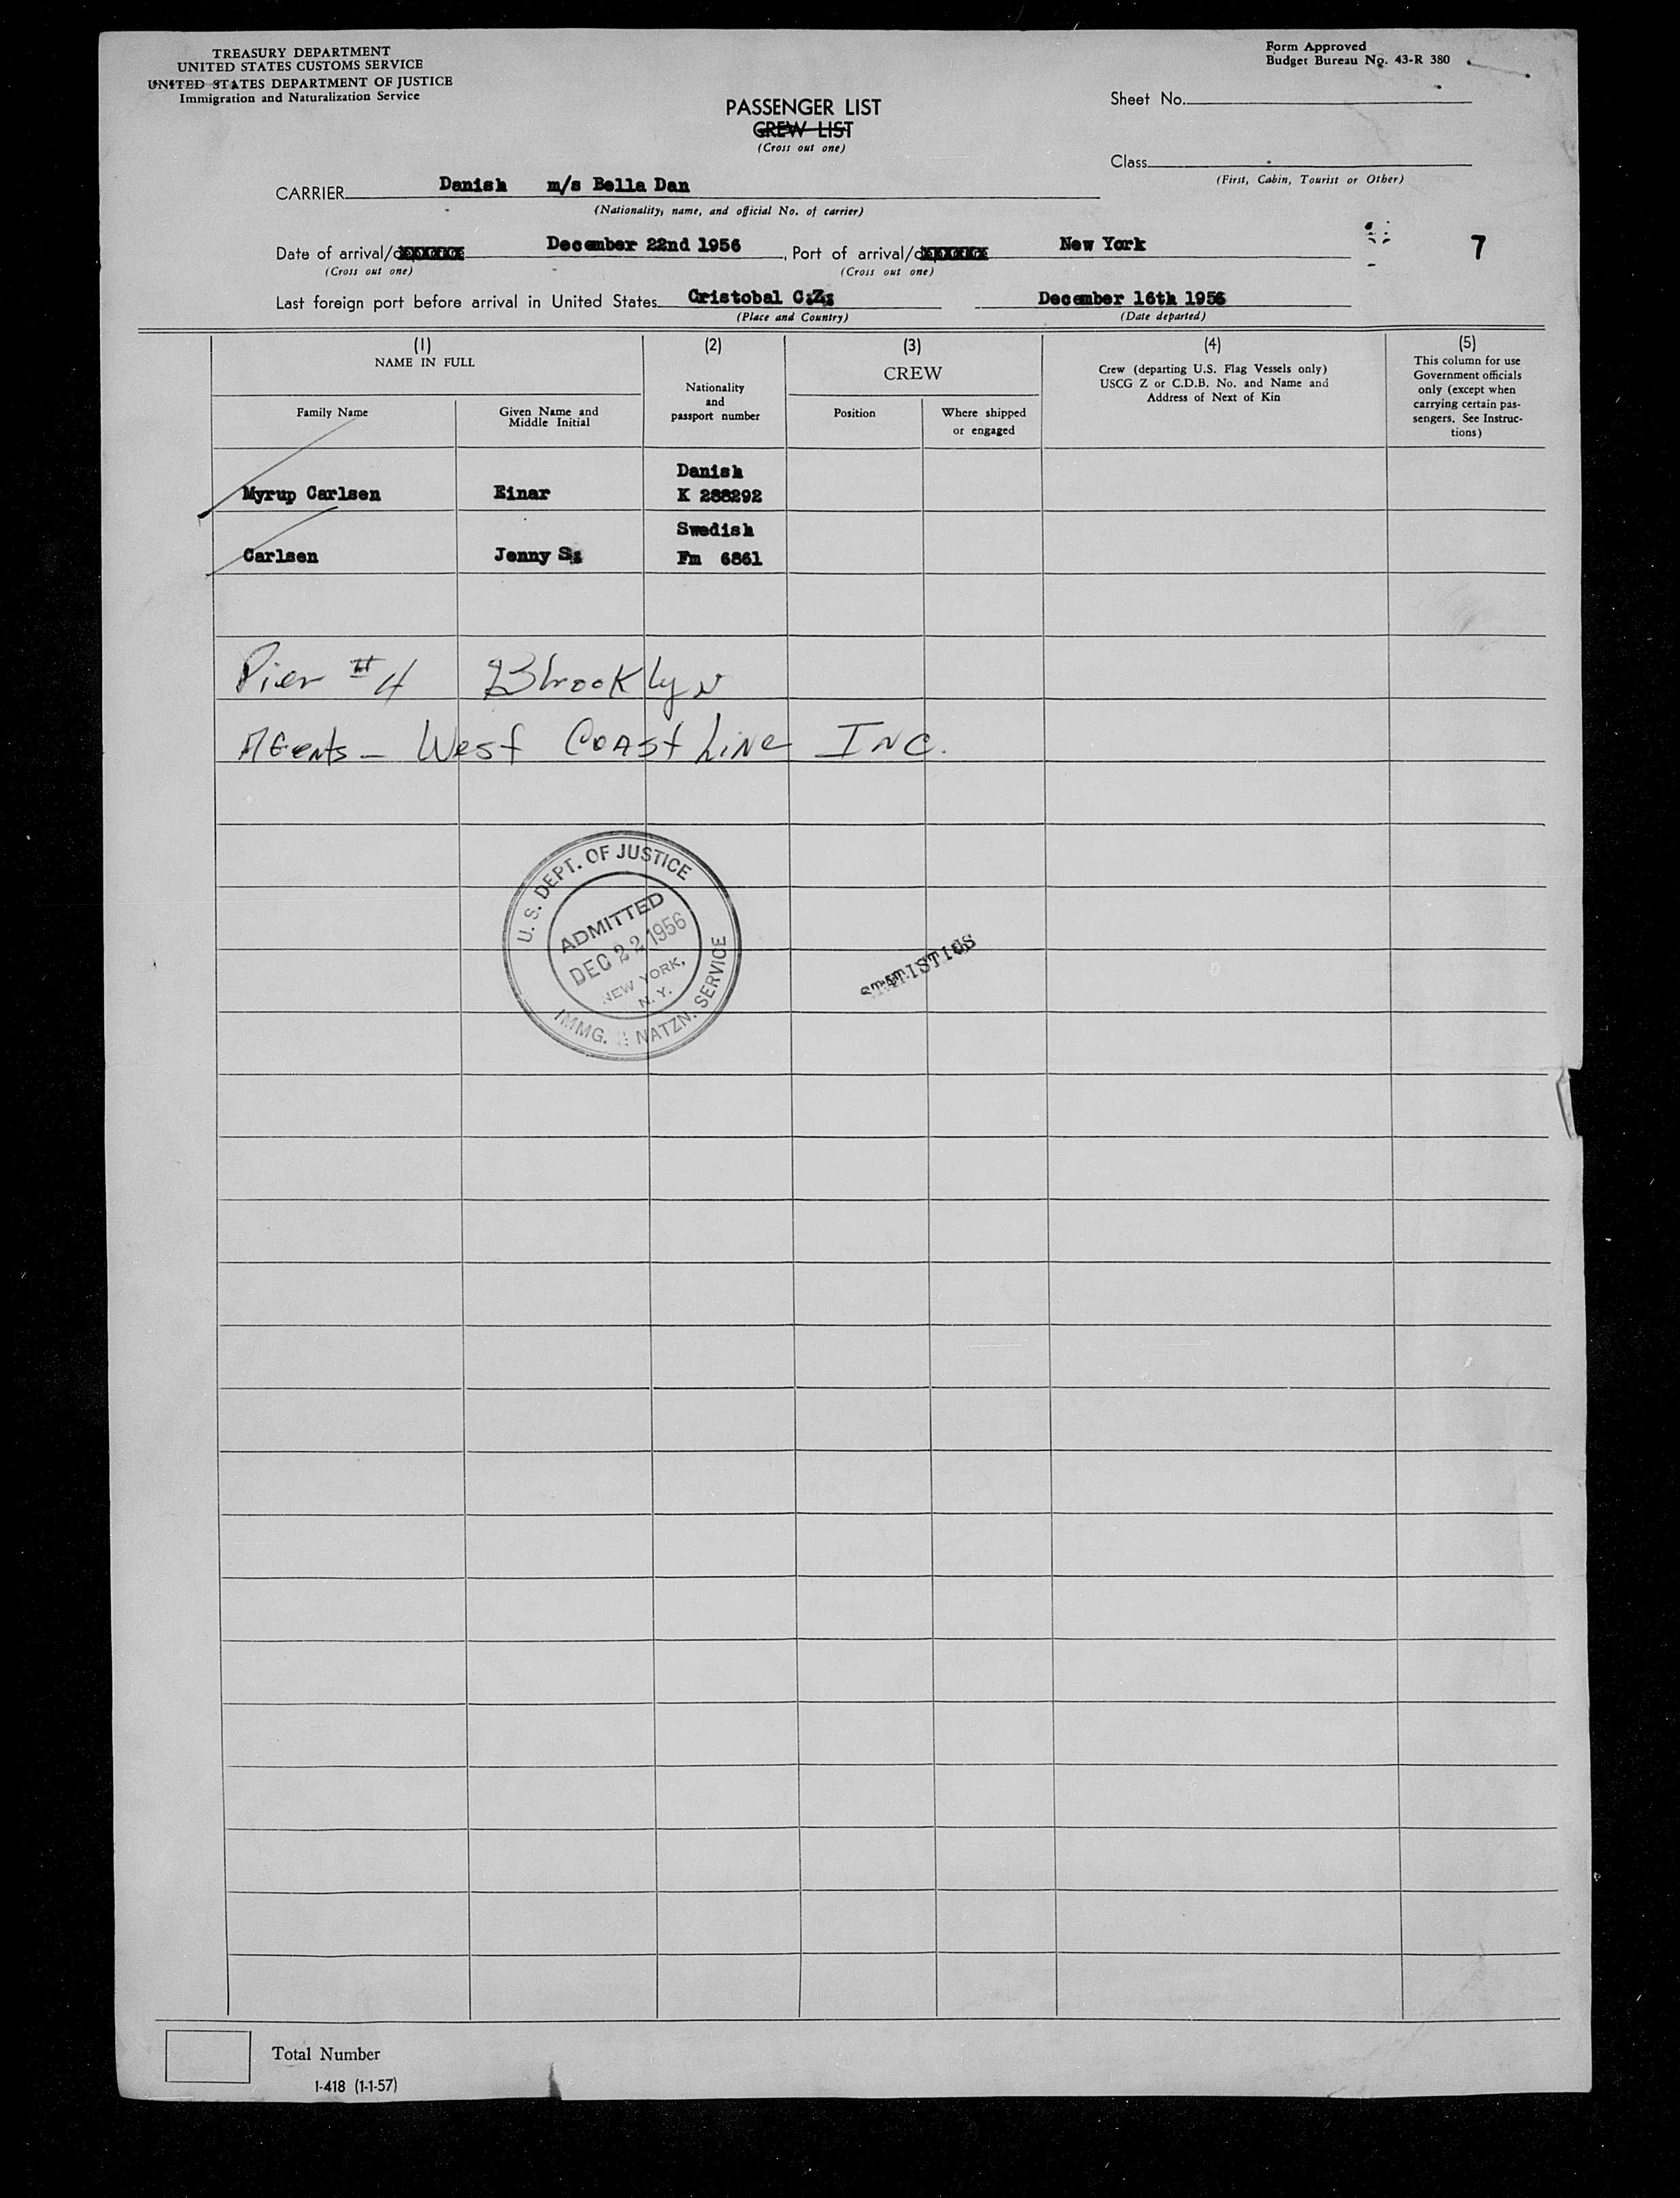 TREASURY DEPARTMENT
UNITED STATES CUSTOMS SERVICE
UNITED STATES DEPARTMENT OF JUSTICE
Immigration and Naturalization Service
Form Approved
Budget Bureau No. 43-R 380
Sheet No.
PASSENGER LIST
CREW LIST
(Cross out one)
Class
(First, Cabin, Tourist or Other)
CARRIER Danish m/s Bella Dan
(Nationality, name, and official No. of carrier)
Date of arrival/ December 22nd 1956, Port of arrival/ New York
(Cross out one) (Cross out one)
7
Last foreign port before arrival in United States Cristobal C.Z. December 16th 1956
(Place and Country) (Date departed)
(1) (2) (3) (4) (5)
NAME IN FULL
Family Name
Given Name and
Middle Initial
Nationality
and
passport number
CREW
Position
Where shipped
or engaged
Crew (departing U.S. Flag Vessels only)
USCG Z or C.D.B. No. and Name and
Address of Next of Kin
This column for use
Government officials
only (except when
carrying certain pas-
sengers. See Instruc-
tions)
Danish
Myrup Carlsen Einar K 288292
Swedish
Carlsen Jenny S. Fm 6861
Pier #4 Brooklyn
Agents - West Coast Line Inc.
U. S. DEPT. OF JUSTICE
ADMITTED
DEC 22 1956
NEW YORK,
N. Y.
IMMG. & NATZN. SERVICE
STATISTICS
Total Number
I-418 (1-1-57)